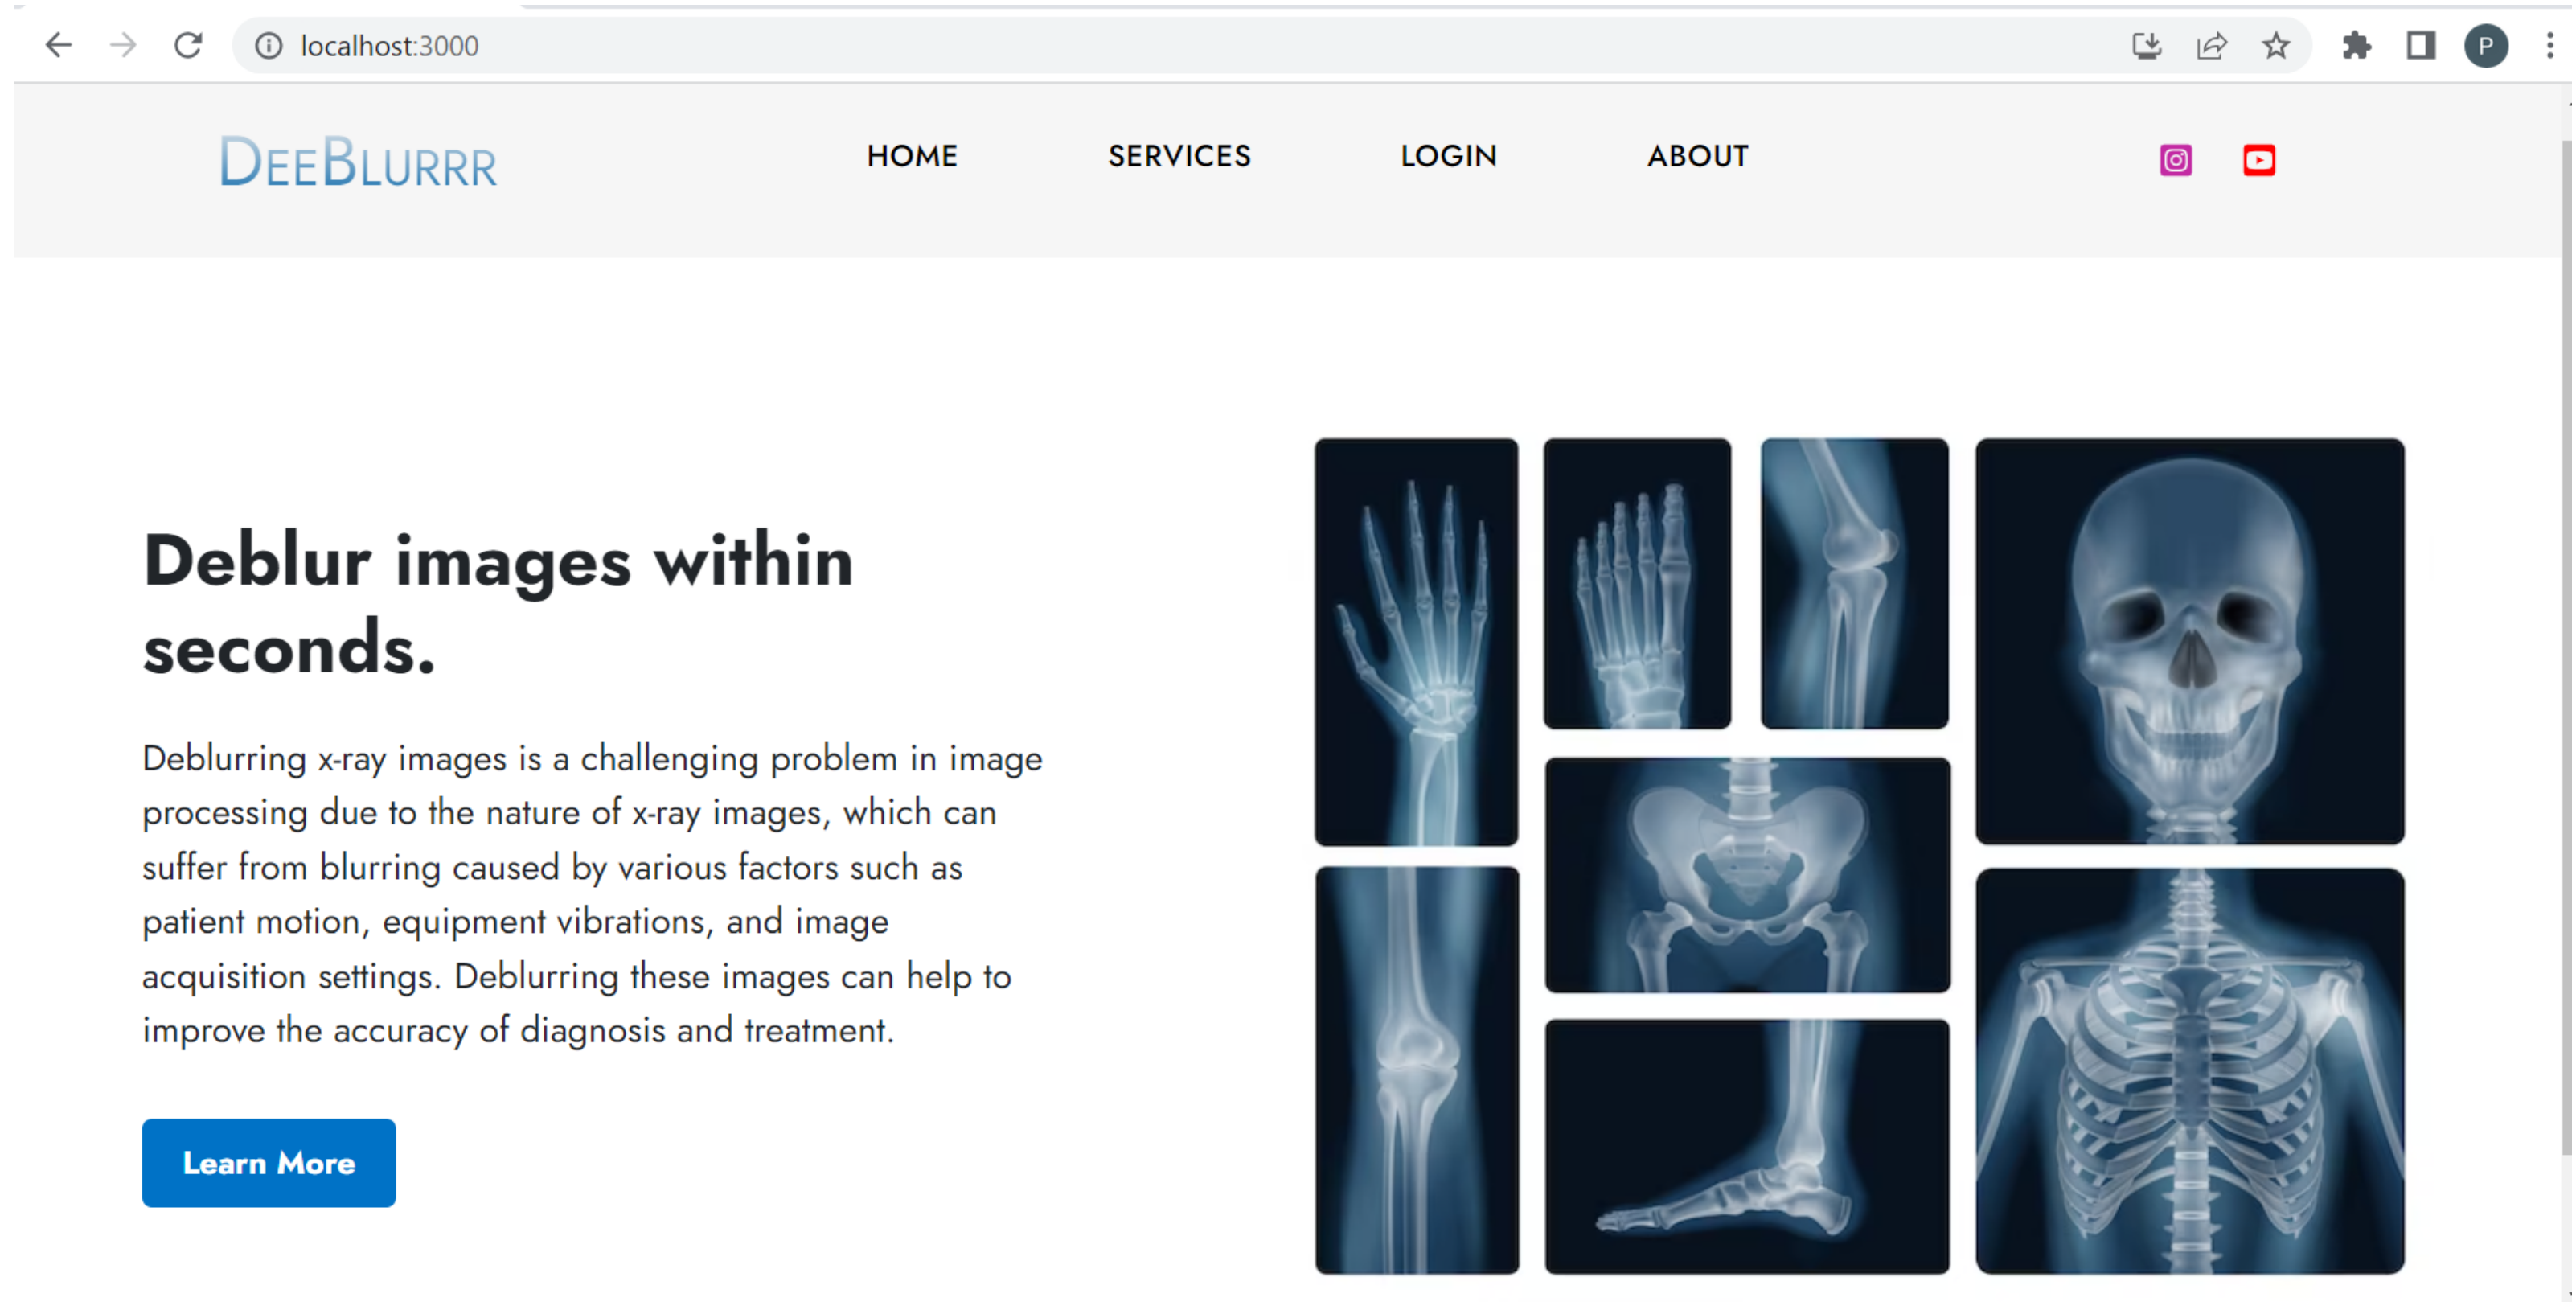 localhost:3000
P
DEEBLURRR
HOME SERVICES LOGIN ABOUT
Deblur images within
seconds.
Deblurring x-ray images is a challenging problem in image
processing due to the nature of x-ray images, which can
suffer from blurring caused by various factors such as
patient motion, equipment vibrations, and image
acquisition settings. Deblurring these images can help to
improve the accuracy of diagnosis and treatment.
Learn More